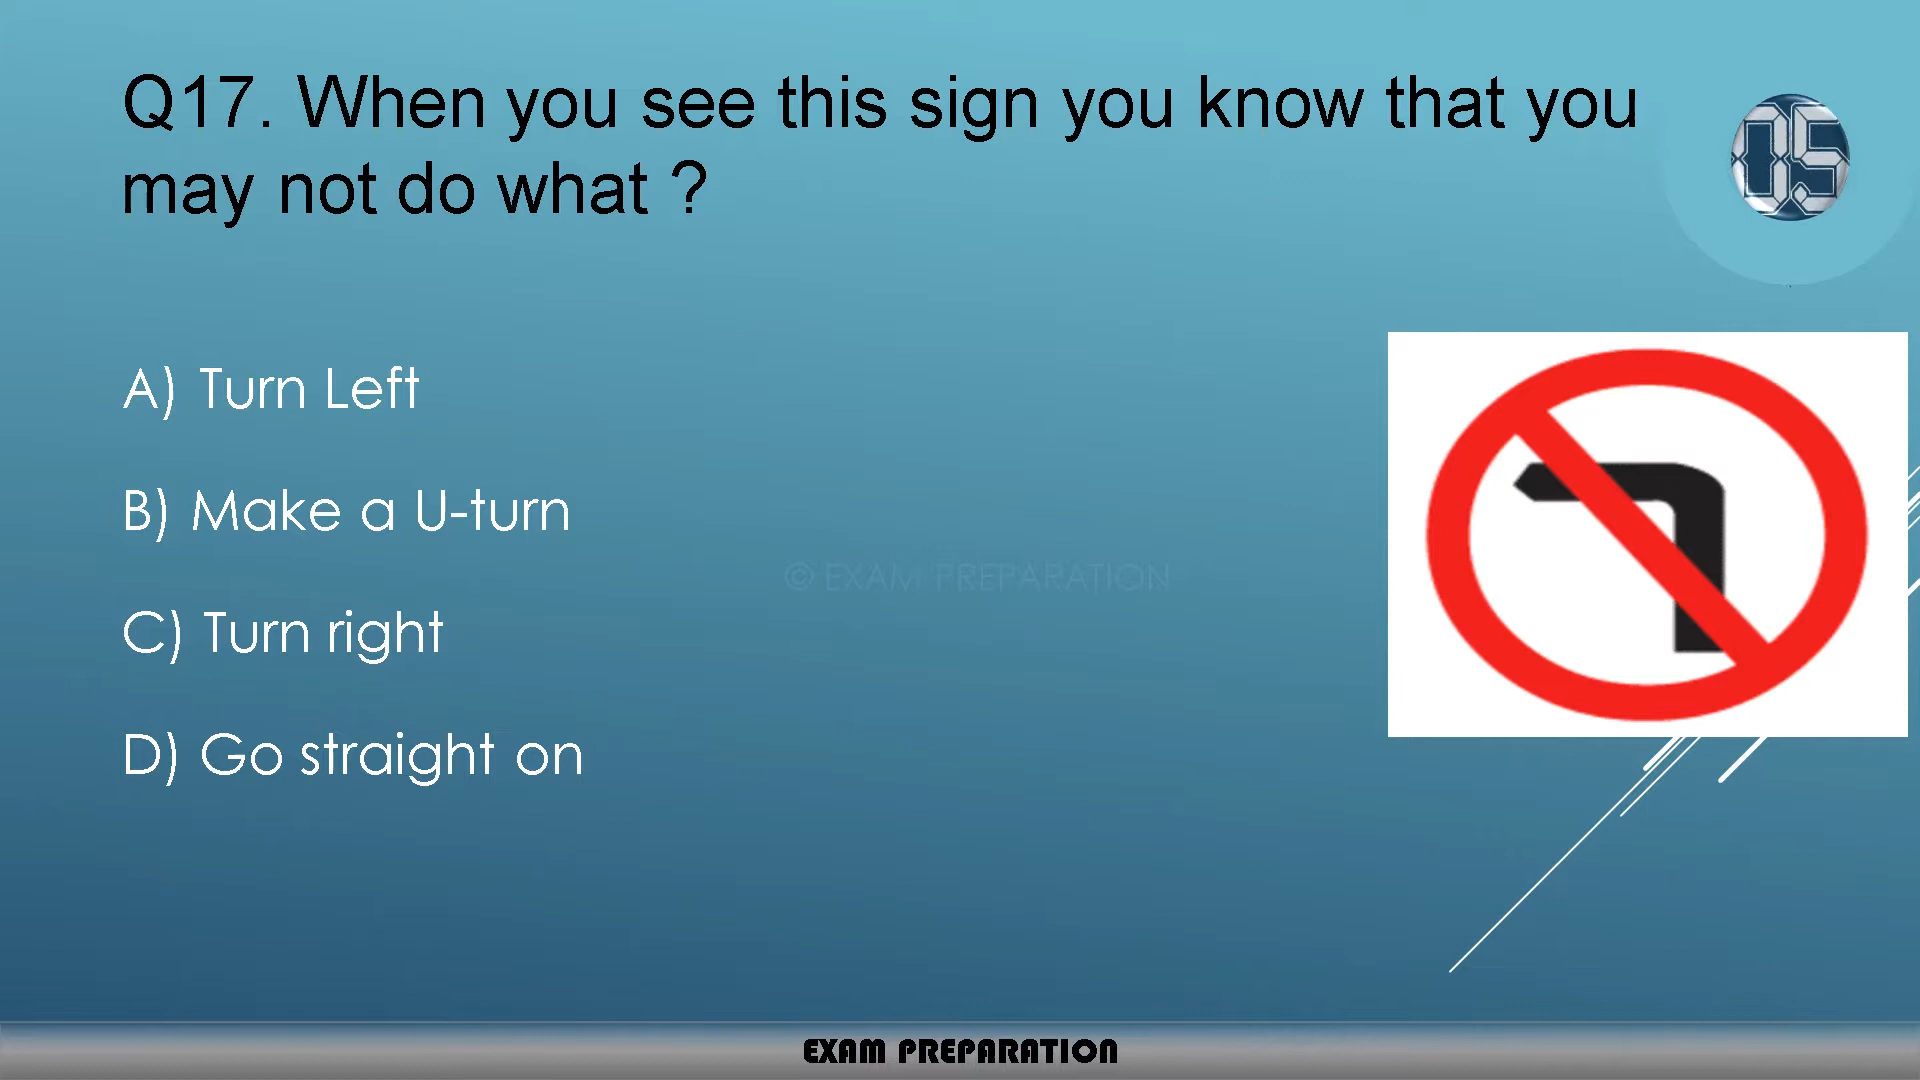 Q17. When you see this sign you know that you
may not do what ?
05
A) Turn Left
B) Make a U-turn
C) Turn right
D) Go straight on
© EXAM PREPARATION
EXAM PREPARATION